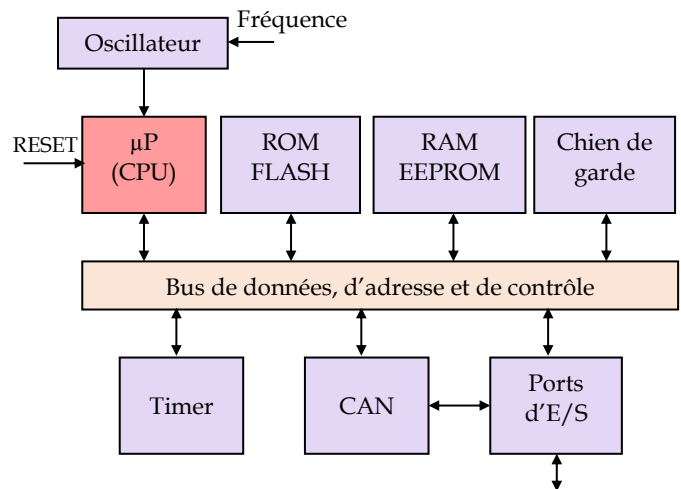 Fréquence
Oscillateur
RESET
µP
(CPU)
ROM
FLASH
RAM
EEPROM
Chien de
garde
Bus de données, d'adresse et de contrôle
Timer
CAN
Ports
d'E/S